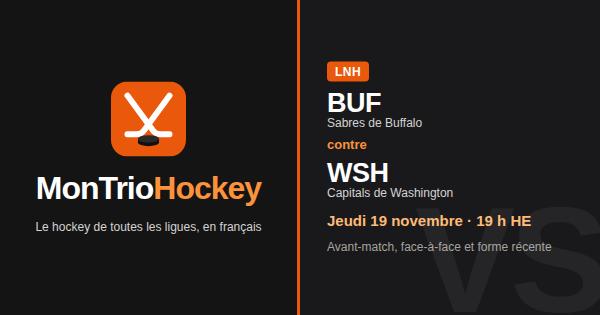 MonTrioHockey
Le hockey de toutes les ligues, en français
LNH
BUF
Sabres de Buffalo
contre
WSH
Capitals de Washington
Jeudi 19 novembre · 19 h HE
Avant-match, face-à-face et forme récente
VS